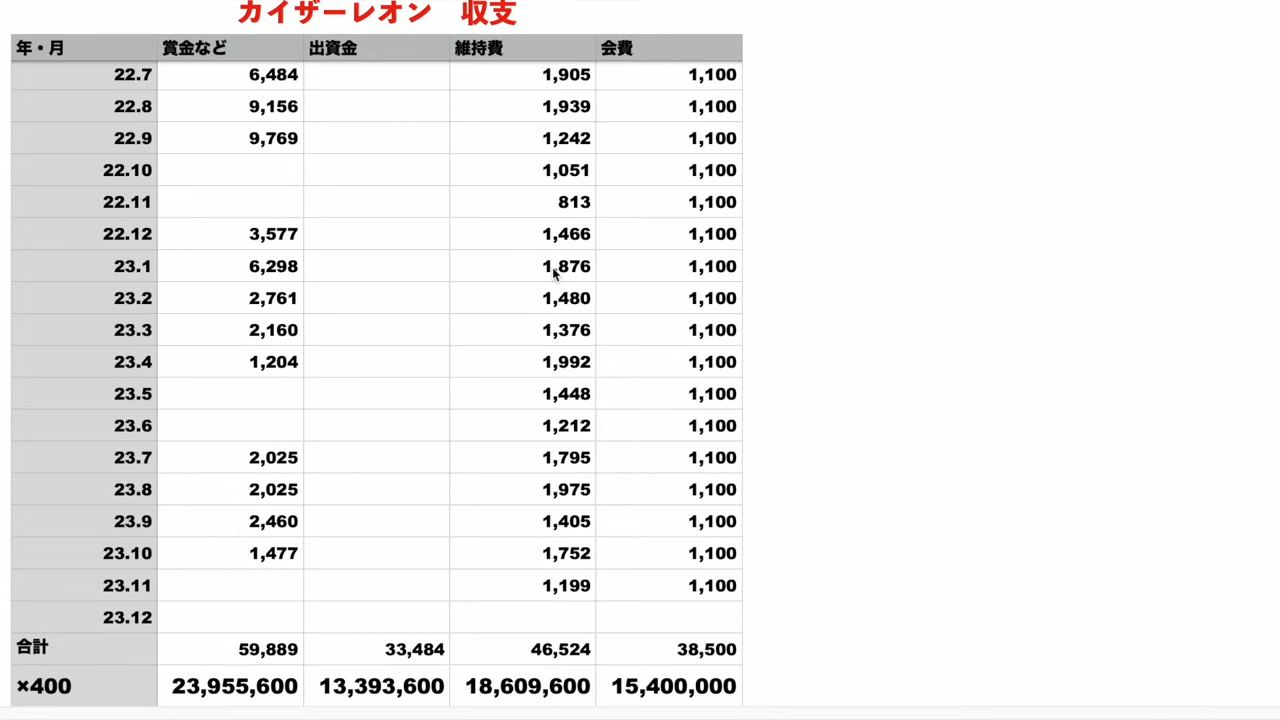 カイザーレオン 収支
年・月 賞金など 出資金 維持費 会費
22.7 6,484 1,905 1,100
22.8 9,156 1,939 1,100
22.9 9,769 1,242 1,100
22.10 1,051 1,100
22.11 813 1,100
22.12 3,577 1,466 1,100
23.1 6,298 1,876 1,100
23.2 2,761 1,480 1,100
23.3 2,160 1,376 1,100
23.4 1,204 1,992 1,100
23.5 1,448 1,100
23.6 1,212 1,100
23.7 2,025 1,795 1,100
23.8 2,025 1,975 1,100
23.9 2,460 1,405 1,100
23.10 1,477 1,752 1,100
23.11 1,199 1,100
23.12
合計 59,889 33,484 46,524 38,500
×400 23,955,600 13,393,600 18,609,600 15,400,000